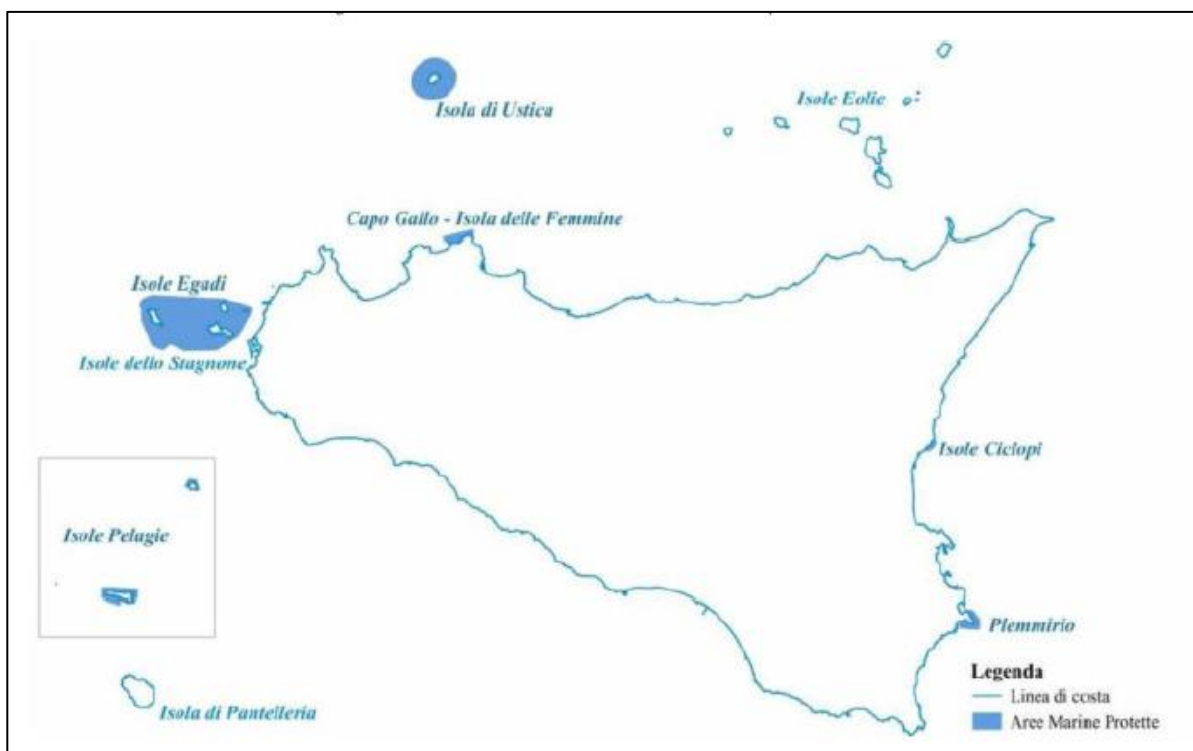 Isola di Ustica
Isole Eolie
Capo Gallo - Isola delle Femmine
Isole Egadi
Isole dello Stagnone
Isole Ciclopi
Isole Pelagie
Plemmirio
Isola di Pantelleria
Legenda
Linea di costa
Aree Marine Protette